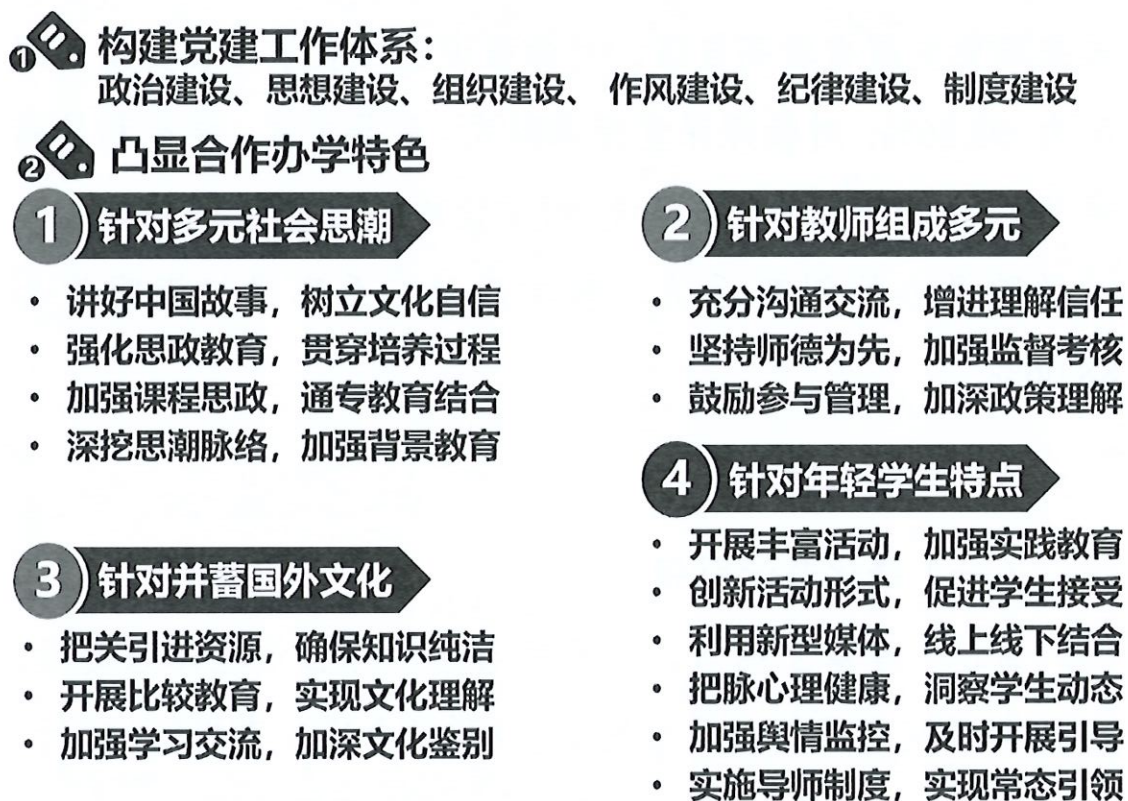 1 构建党建工作体系：
政治建设、思想建设、组织建设、 作风建设、纪律建设、制度建设
2 凸显合作办学特色
1 针对多元社会思潮
• 讲好中国故事，树立文化自信
• 强化思政教育，贯穿培养过程
• 加强课程思政，通专教育结合
• 深挖思潮脉络，加强背景教育
2 针对教师组成多元
• 充分沟通交流，增进理解信任
• 坚持师德为先，加强监督考核
• 鼓励参与管理，加深政策理解
3 针对并蓄国外文化
• 把关引进资源，确保知识纯洁
• 开展比较教育，实现文化理解
• 加强学习交流，加深文化鉴别
4 针对年轻学生特点
• 开展丰富活动，加强实践教育
• 创新活动形式，促进学生接受
• 利用新型媒体，线上线下结合
• 把脉心理健康，洞察学生动态
• 加强舆情监控，及时开展引导
• 实施导师制度，实现常态引领